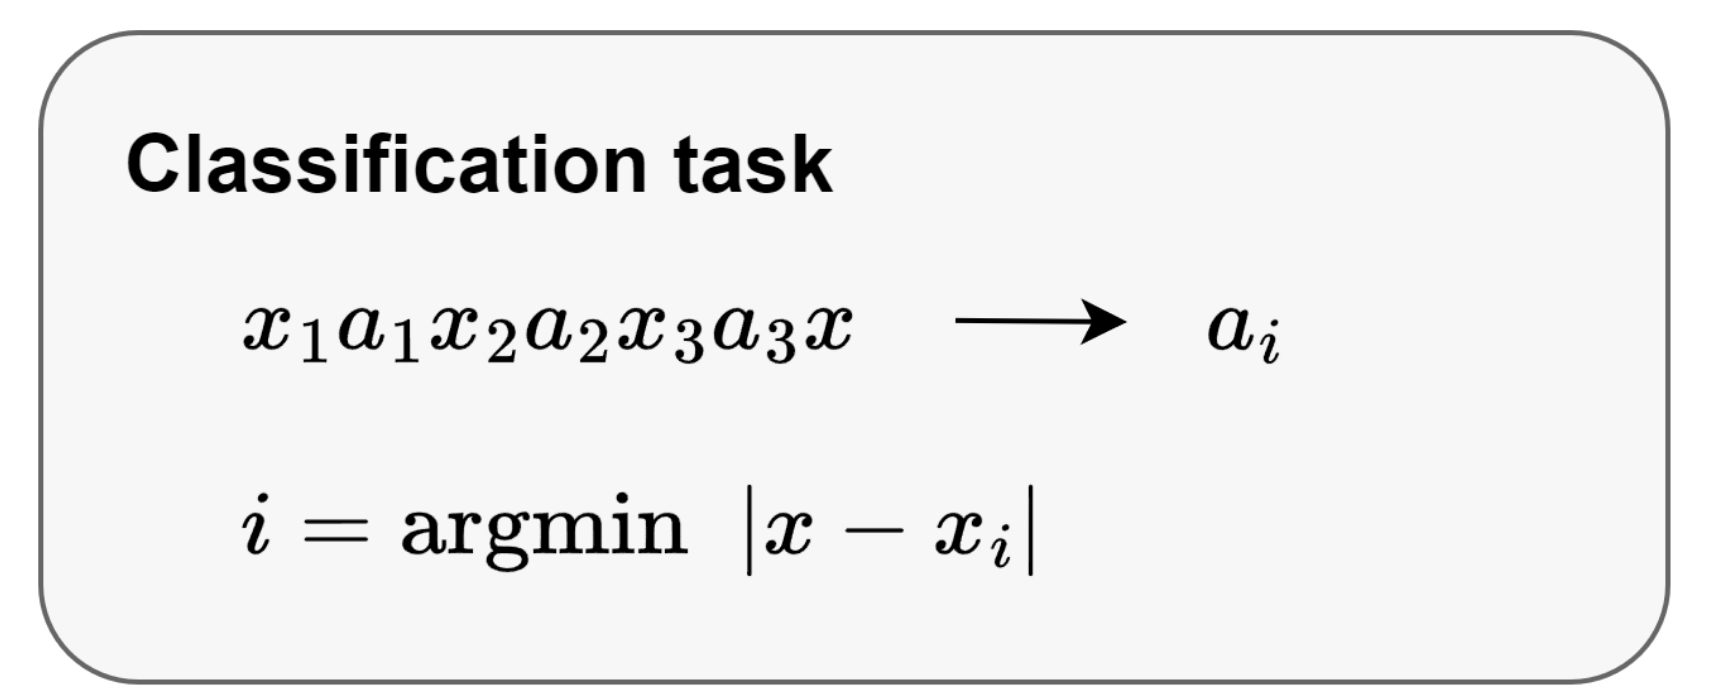 Classification task
x₁a₁x₂a₂x₃a₃x ⟶ aᵢ
i = argmin |x − xᵢ|